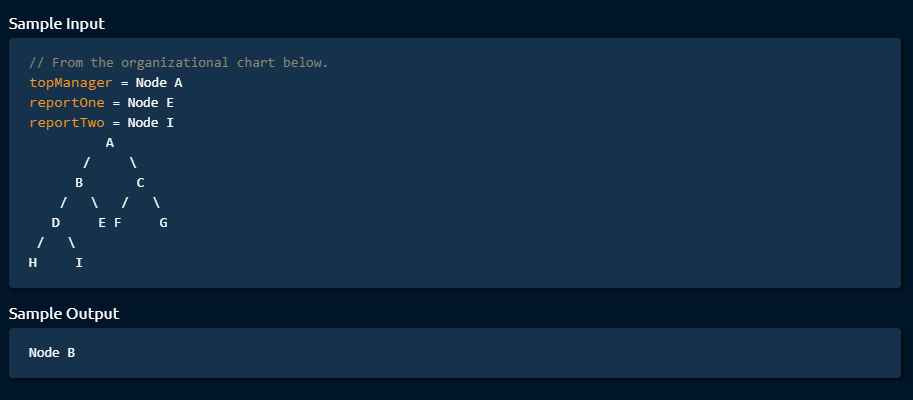 Sample Input
// From the organizational chart below.
topManager = Node A
reportOne = Node E
reportTwo = Node I
          A
       /     \
      B       C
    /   \   /   \
   D     E F     G
 /   \
H     I
Sample Output
Node B